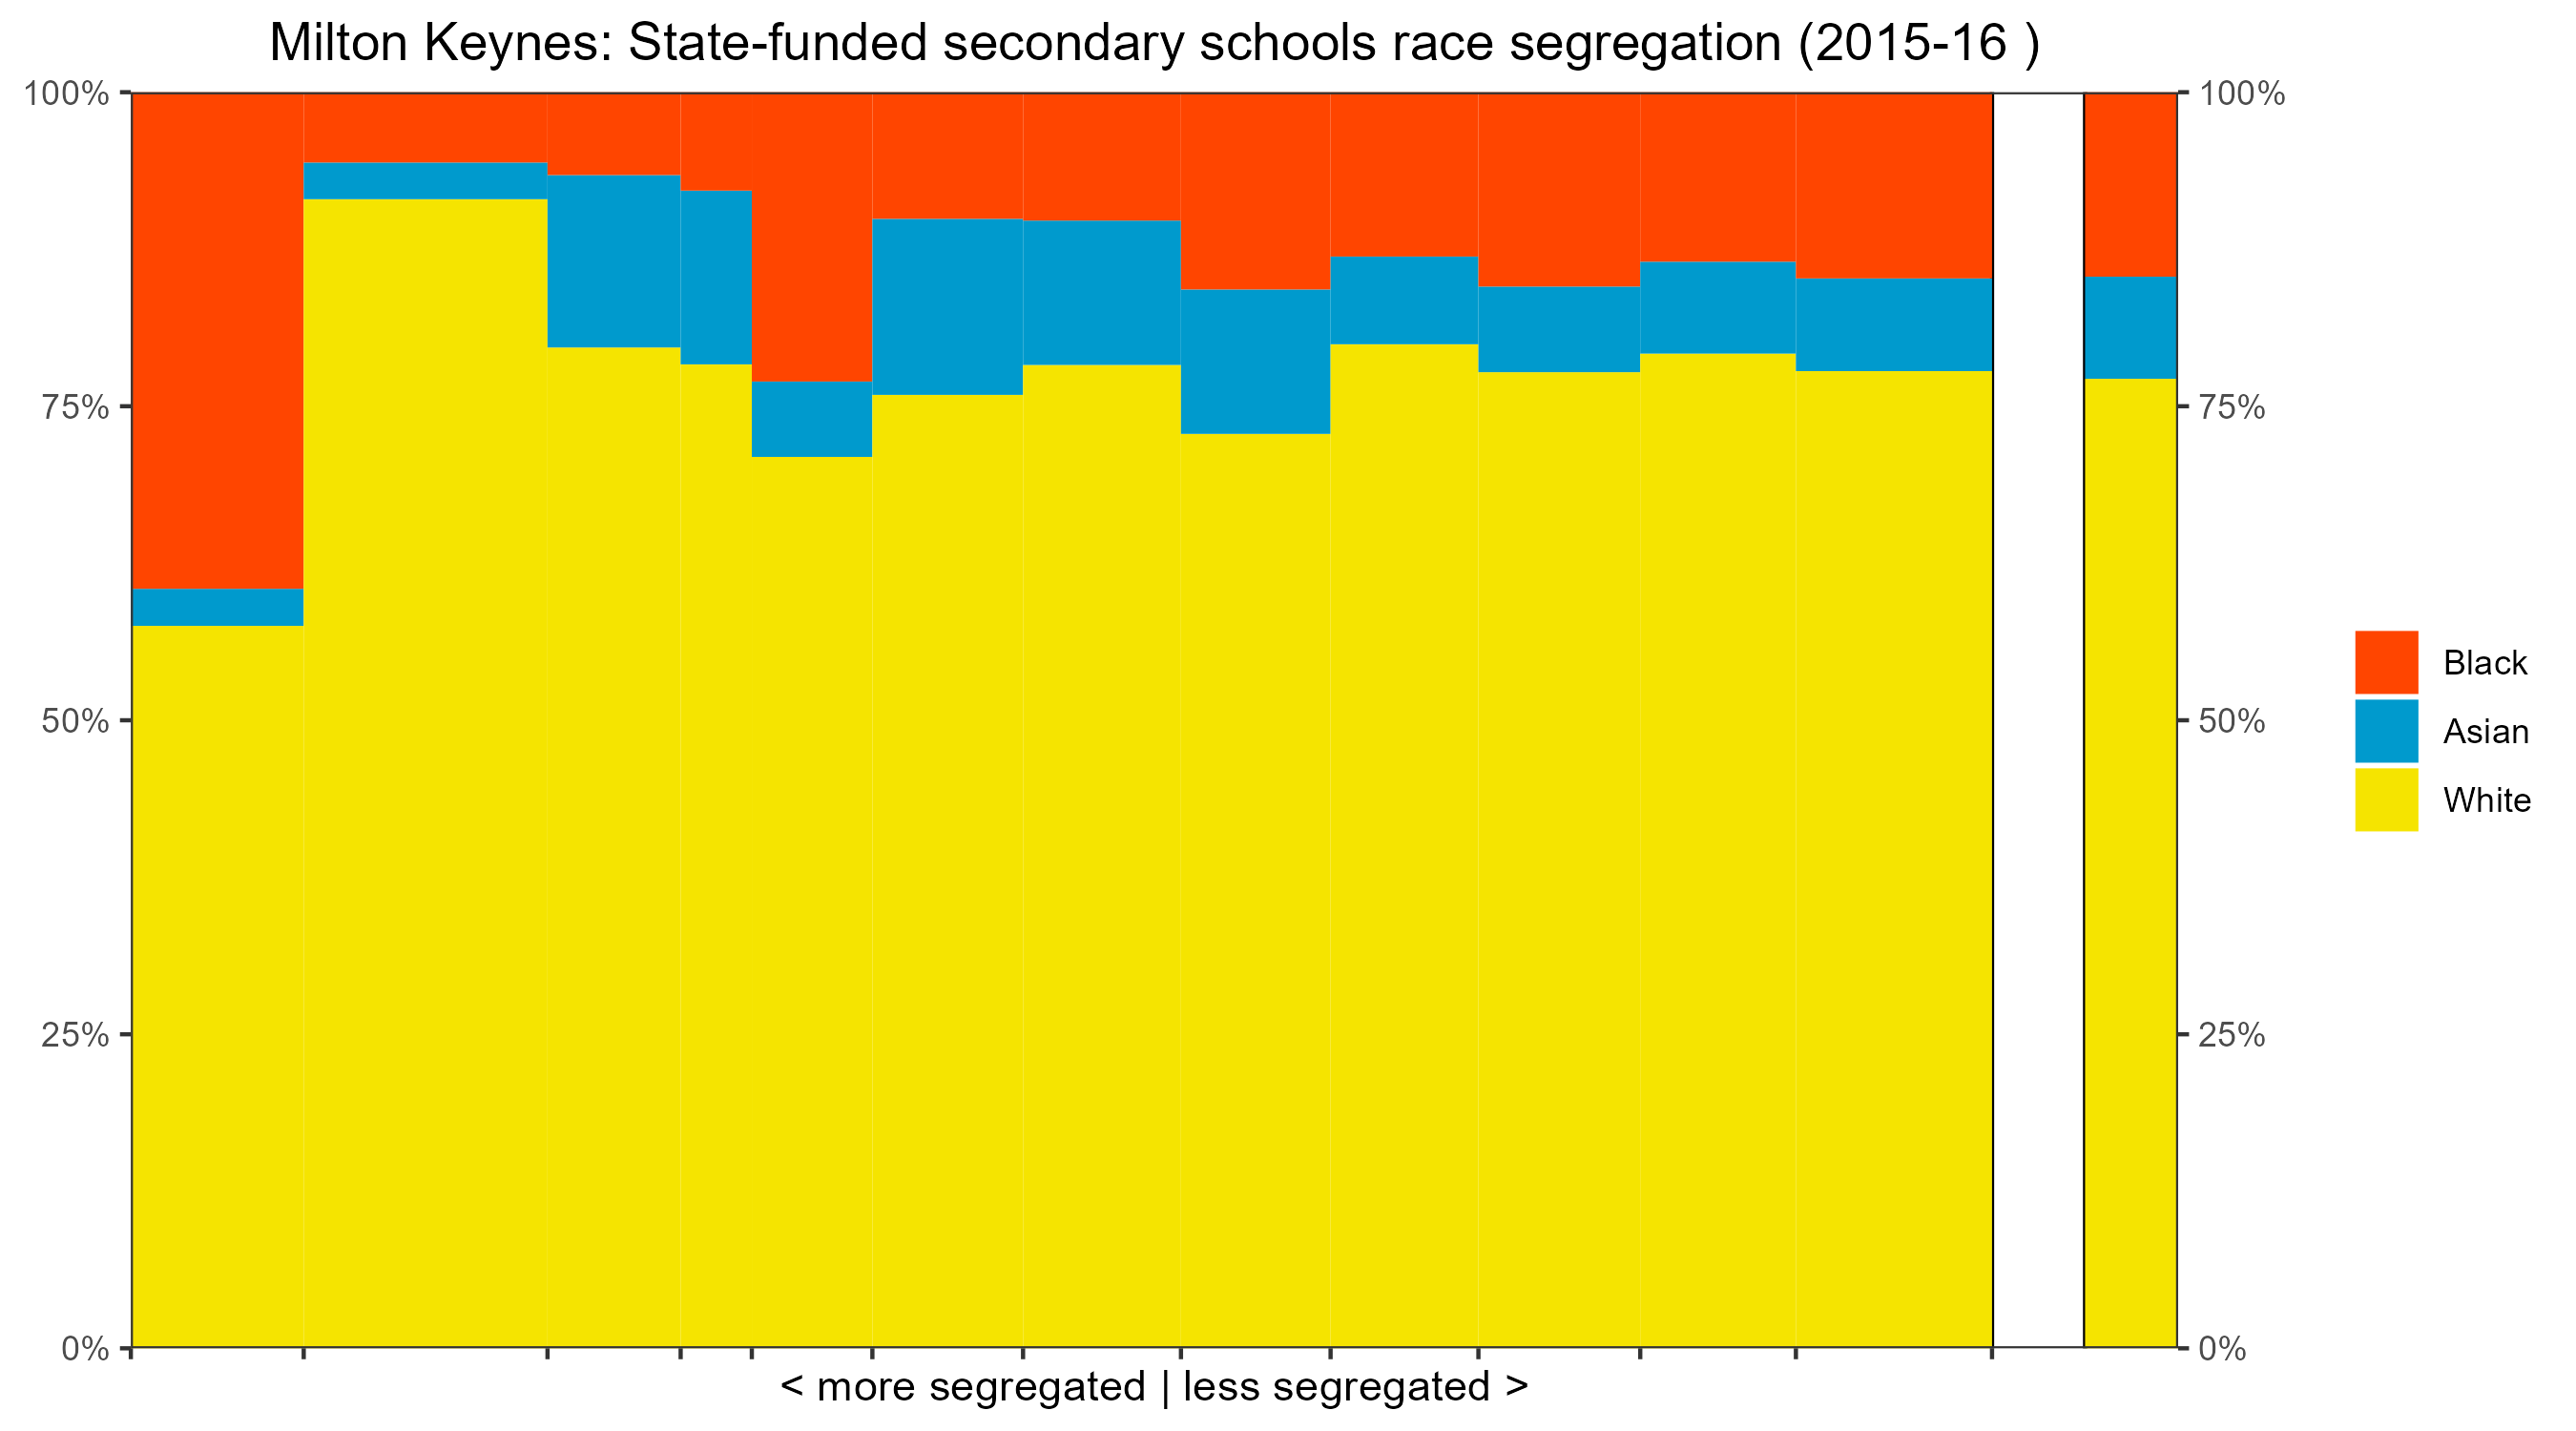 Milton Keynes: State-funded secondary schools race segregation (2015-16 )
100%
75%
50%
25%
0%
100%
75%
50%
25%
0%
Black
Asian
White
< more segregated | less segregated >